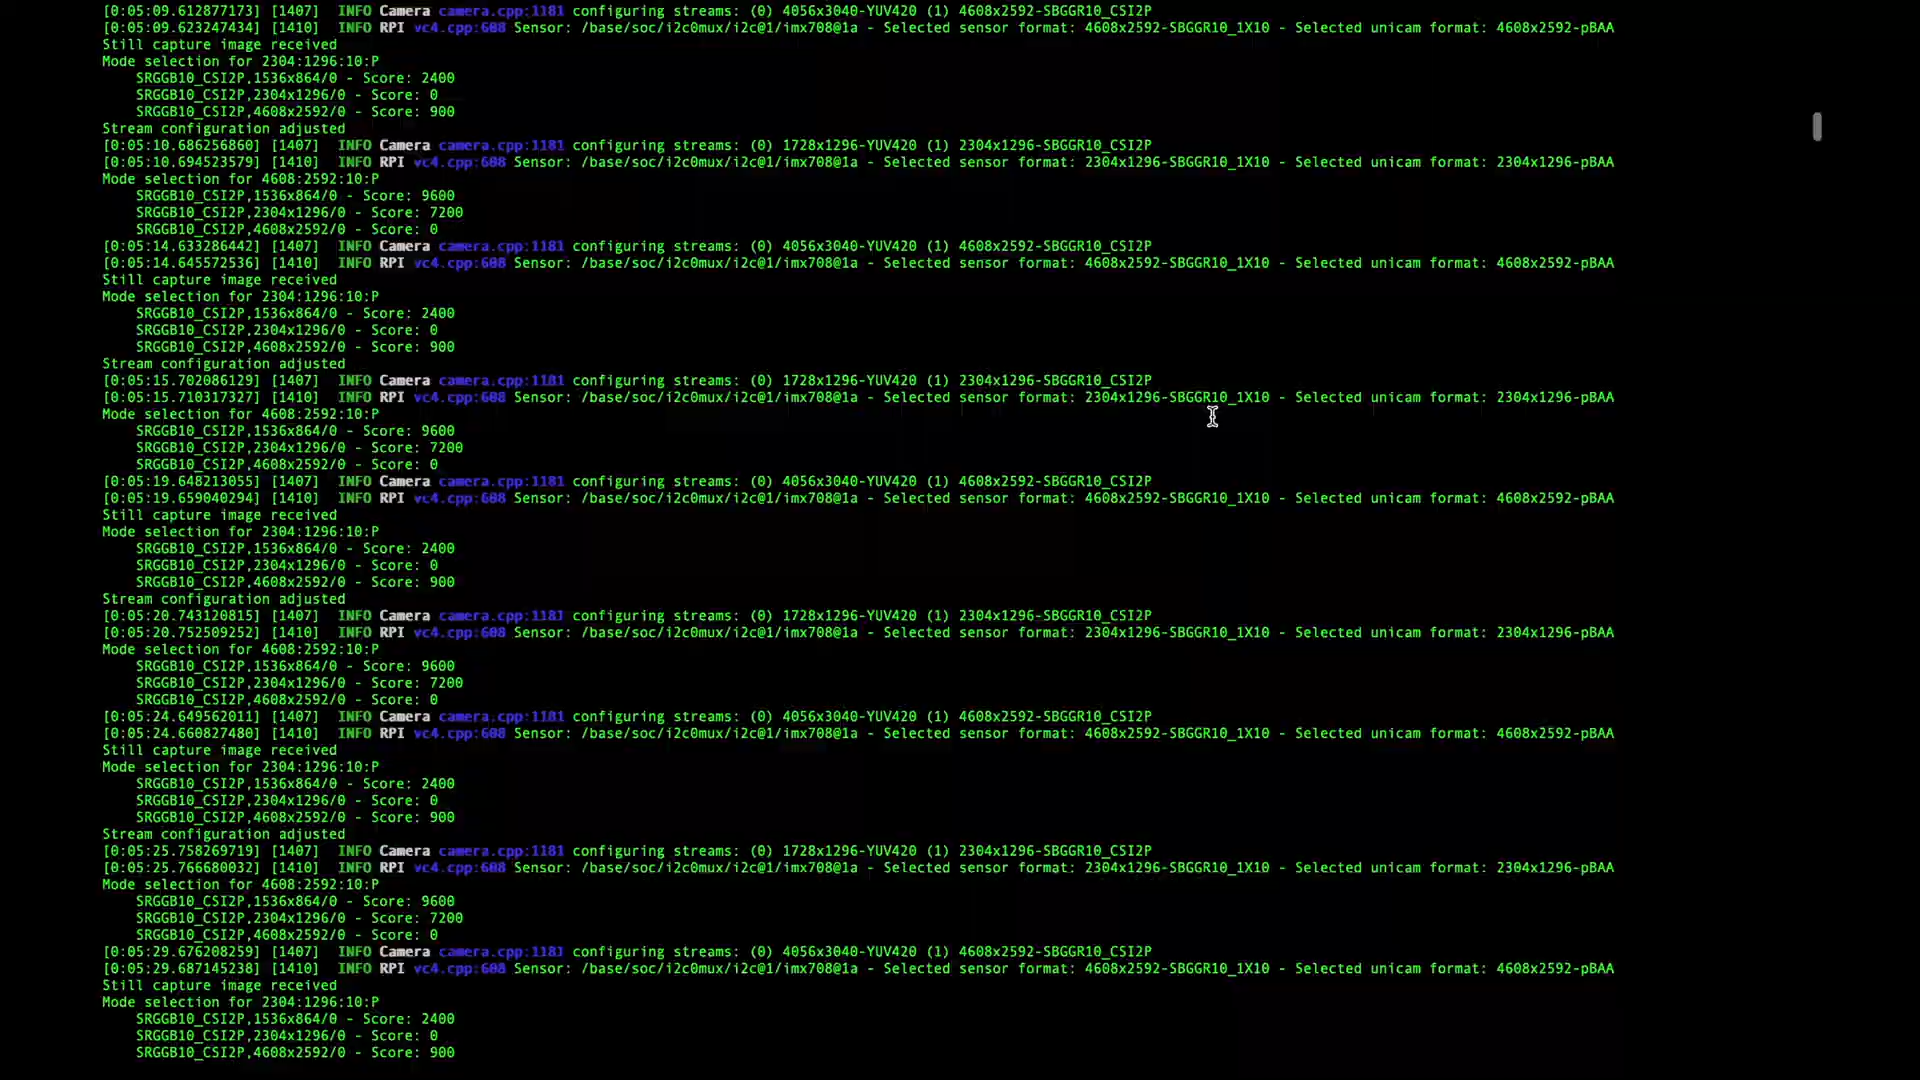 [0:05:09.612877173] [1407]  INFO Camera camera.cpp:1181 configuring streams: (0) 4056x3040-YUV420 (1) 4608x2592-SBGGR10_CSI2P
[0:05:09.623247434] [1410]  INFO RPI vc4.cpp:608 Sensor: /base/soc/i2c0mux/i2c@1/imx708@1a - Selected sensor format: 4608x2592-SBGGR10_1X10 - Selected unicam format: 4608x2592-pBAA
Still capture image received
Mode selection for 2304:1296:10:P
    SRGGB10_CSI2P,1536x864/0 - Score: 2400
    SRGGB10_CSI2P,2304x1296/0 - Score: 0
    SRGGB10_CSI2P,4608x2592/0 - Score: 900
Stream configuration adjusted
[0:05:10.686256860] [1407]  INFO Camera camera.cpp:1181 configuring streams: (0) 1728x1296-YUV420 (1) 2304x1296-SBGGR10_CSI2P
[0:05:10.694523579] [1410]  INFO RPI vc4.cpp:608 Sensor: /base/soc/i2c0mux/i2c@1/imx708@1a - Selected sensor format: 2304x1296-SBGGR10_1X10 - Selected unicam format: 2304x1296-pBAA
Mode selection for 4608:2592:10:P
    SRGGB10_CSI2P,1536x864/0 - Score: 9600
    SRGGB10_CSI2P,2304x1296/0 - Score: 7200
    SRGGB10_CSI2P,4608x2592/0 - Score: 0
[0:05:14.633286442] [1407]  INFO Camera camera.cpp:1181 configuring streams: (0) 4056x3040-YUV420 (1) 4608x2592-SBGGR10_CSI2P
[0:05:14.645572536] [1410]  INFO RPI vc4.cpp:608 Sensor: /base/soc/i2c0mux/i2c@1/imx708@1a - Selected sensor format: 4608x2592-SBGGR10_1X10 - Selected unicam format: 4608x2592-pBAA
Still capture image received
Mode selection for 2304:1296:10:P
    SRGGB10_CSI2P,1536x864/0 - Score: 2400
    SRGGB10_CSI2P,2304x1296/0 - Score: 0
    SRGGB10_CSI2P,4608x2592/0 - Score: 900
Stream configuration adjusted
[0:05:15.702086129] [1407]  INFO Camera camera.cpp:1181 configuring streams: (0) 1728x1296-YUV420 (1) 2304x1296-SBGGR10_CSI2P
[0:05:15.710317327] [1410]  INFO RPI vc4.cpp:608 Sensor: /base/soc/i2c0mux/i2c@1/imx708@1a - Selected sensor format: 2304x1296-SBGGR10_1X10 - Selected unicam format: 2304x1296-pBAA
Mode selection for 4608:2592:10:P
    SRGGB10_CSI2P,1536x864/0 - Score: 9600
    SRGGB10_CSI2P,2304x1296/0 - Score: 7200
    SRGGB10_CSI2P,4608x2592/0 - Score: 0
[0:05:19.648213055] [1407]  INFO Camera camera.cpp:1181 configuring streams: (0) 4056x3040-YUV420 (1) 4608x2592-SBGGR10_CSI2P
[0:05:19.659040294] [1410]  INFO RPI vc4.cpp:608 Sensor: /base/soc/i2c0mux/i2c@1/imx708@1a - Selected sensor format: 4608x2592-SBGGR10_1X10 - Selected unicam format: 4608x2592-pBAA
Still capture image received
Mode selection for 2304:1296:10:P
    SRGGB10_CSI2P,1536x864/0 - Score: 2400
    SRGGB10_CSI2P,2304x1296/0 - Score: 0
    SRGGB10_CSI2P,4608x2592/0 - Score: 900
Stream configuration adjusted
[0:05:20.743120815] [1407]  INFO Camera camera.cpp:1181 configuring streams: (0) 1728x1296-YUV420 (1) 2304x1296-SBGGR10_CSI2P
[0:05:20.752509252] [1410]  INFO RPI vc4.cpp:608 Sensor: /base/soc/i2c0mux/i2c@1/imx708@1a - Selected sensor format: 2304x1296-SBGGR10_1X10 - Selected unicam format: 2304x1296-pBAA
Mode selection for 4608:2592:10:P
    SRGGB10_CSI2P,1536x864/0 - Score: 9600
    SRGGB10_CSI2P,2304x1296/0 - Score: 7200
    SRGGB10_CSI2P,4608x2592/0 - Score: 0
[0:05:24.649562011] [1407]  INFO Camera camera.cpp:1181 configuring streams: (0) 4056x3040-YUV420 (1) 4608x2592-SBGGR10_CSI2P
[0:05:24.660827480] [1410]  INFO RPI vc4.cpp:608 Sensor: /base/soc/i2c0mux/i2c@1/imx708@1a - Selected sensor format: 4608x2592-SBGGR10_1X10 - Selected unicam format: 4608x2592-pBAA
Still capture image received
Mode selection for 2304:1296:10:P
    SRGGB10_CSI2P,1536x864/0 - Score: 2400
    SRGGB10_CSI2P,2304x1296/0 - Score: 0
    SRGGB10_CSI2P,4608x2592/0 - Score: 900
Stream configuration adjusted
[0:05:25.758269719] [1407]  INFO Camera camera.cpp:1181 configuring streams: (0) 1728x1296-YUV420 (1) 2304x1296-SBGGR10_CSI2P
[0:05:25.766680032] [1410]  INFO RPI vc4.cpp:608 Sensor: /base/soc/i2c0mux/i2c@1/imx708@1a - Selected sensor format: 2304x1296-SBGGR10_1X10 - Selected unicam format: 2304x1296-pBAA
Mode selection for 4608:2592:10:P
    SRGGB10_CSI2P,1536x864/0 - Score: 9600
    SRGGB10_CSI2P,2304x1296/0 - Score: 7200
    SRGGB10_CSI2P,4608x2592/0 - Score: 0
[0:05:29.676208259] [1407]  INFO Camera camera.cpp:1181 configuring streams: (0) 4056x3040-YUV420 (1) 4608x2592-SBGGR10_CSI2P
[0:05:29.687145238] [1410]  INFO RPI vc4.cpp:608 Sensor: /base/soc/i2c0mux/i2c@1/imx708@1a - Selected sensor format: 4608x2592-SBGGR10_1X10 - Selected unicam format: 4608x2592-pBAA
Still capture image received
Mode selection for 2304:1296:10:P
    SRGGB10_CSI2P,1536x864/0 - Score: 2400
    SRGGB10_CSI2P,2304x1296/0 - Score: 0
    SRGGB10_CSI2P,4608x2592/0 - Score: 900